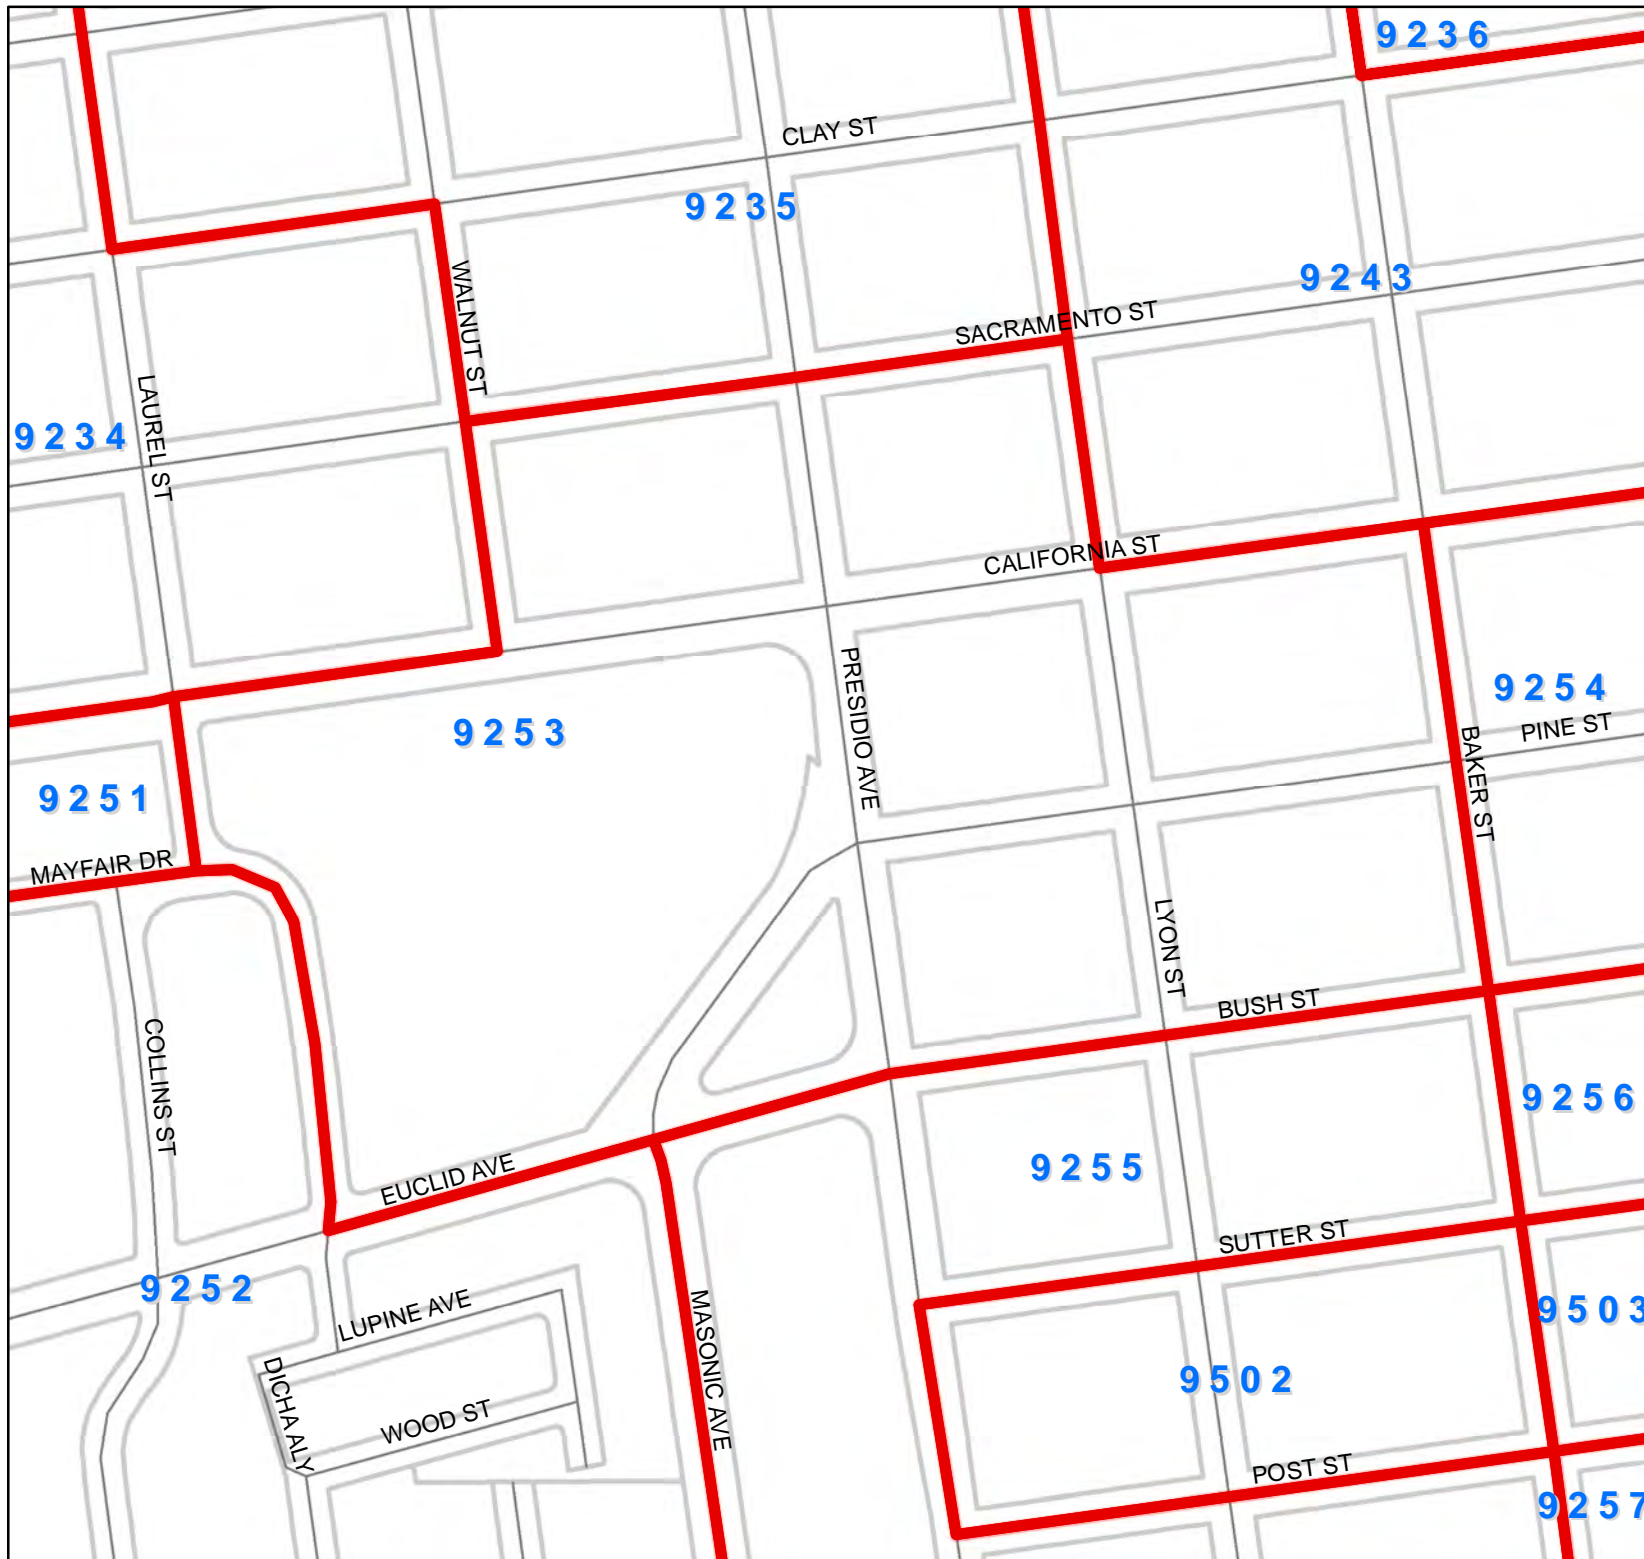 9236
CLAY ST
9235
9243
WALNUT ST
SACRAMENTO ST
LAUREL ST
9234
CALIFORNIA ST
PRESIDIO AVE
9254
9253
PINE ST
BAKER ST
9251
MAYFAIR DR
LYON ST
BUSH ST
COLLINS ST
9256
9255
EUCLID AVE
SUTTER ST
9252
MASONIC AVE
LUPINE AVE
9503
DICHA ALY
9502
WOOD ST
POST ST
9257